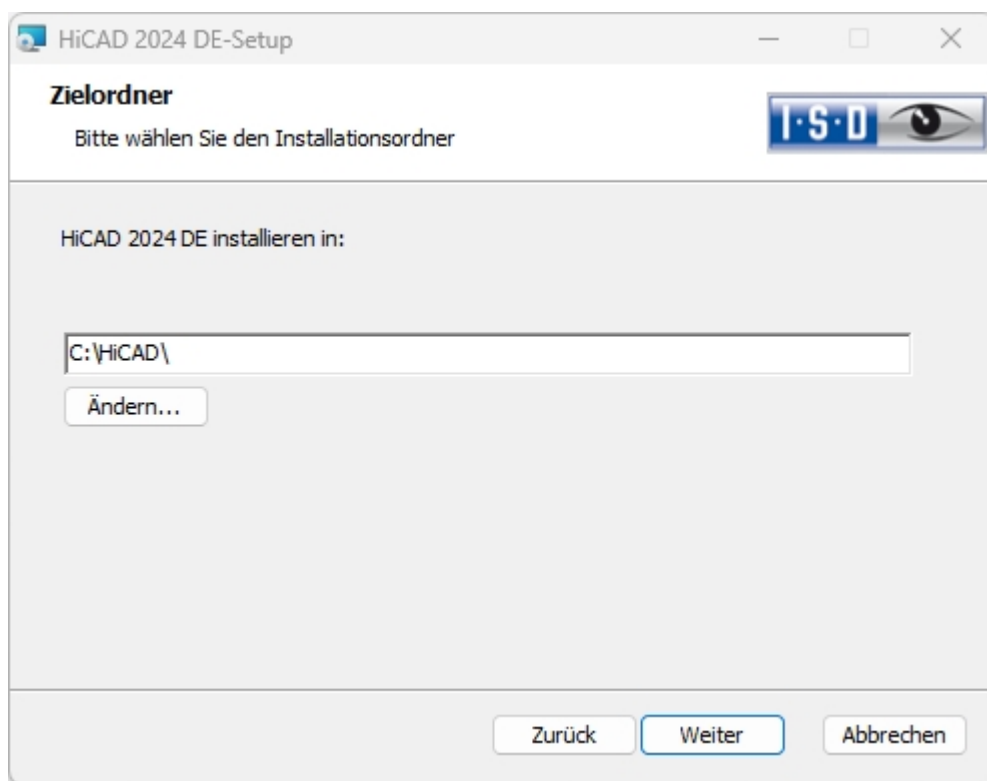 HiCAD 2024 DE-Setup
Zielordner
Bitte wählen Sie den Installationsordner
I·S·D
HiCAD 2024 DE installieren in:
C:\HiCAD\
Ändern...
Zurück
Weiter
Abbrechen